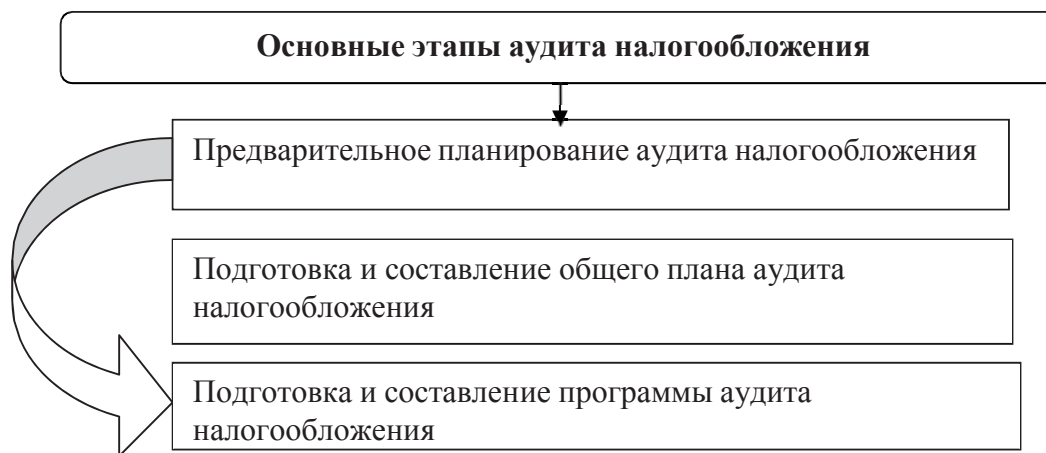 Основные этапы аудита налогообложения
Предварительное планирование аудита налогообложения
Подготовка и составление общего плана аудита
налогообложения
Подготовка и составление программы аудита
налогообложения